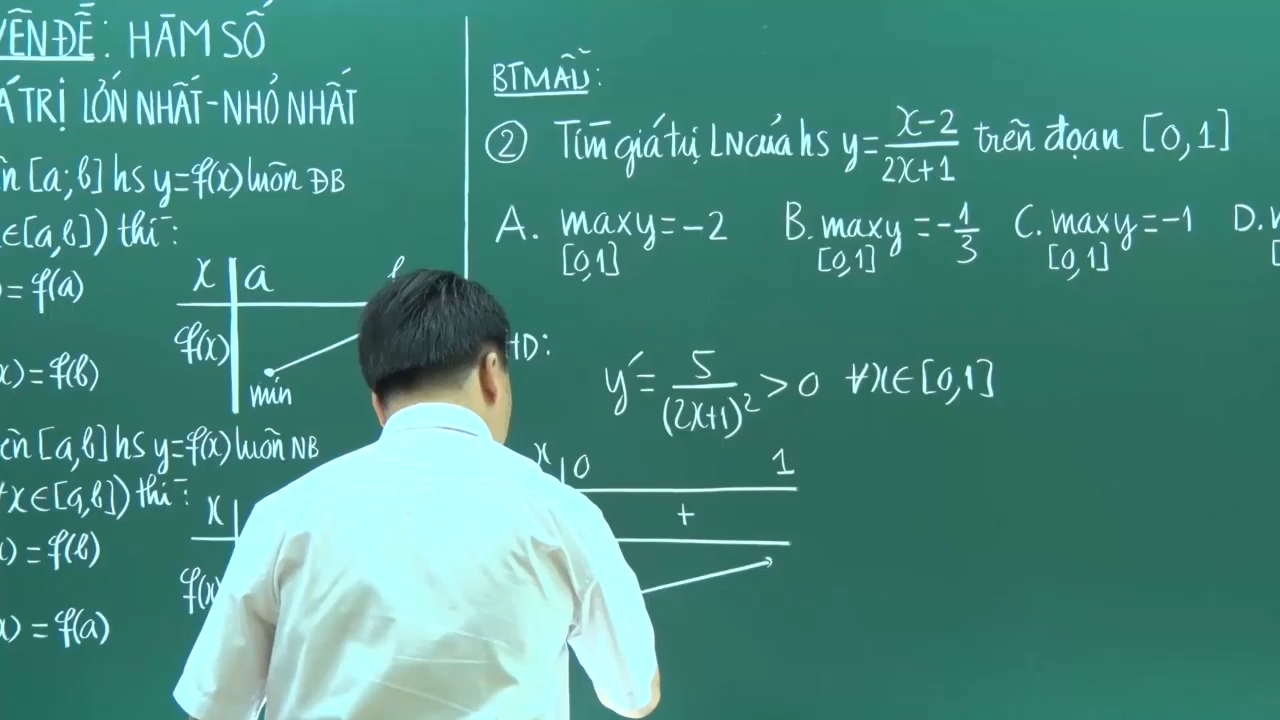 YÊN ĐỀ: HÀM SỐ
Á TRỊ LỚN NHẤT - NHỎ NHẤT
ên [a;b] hs y=f(x) luôn ĐB
∈[a,b]) thì:
x a
) = f(a)
f(x)
x) = f(b)
min
ên [a,b] hs y=f(x) luôn NB
∀x∈[a,b]) thì:
x
x) = f(b)
f(x)
x) = f(a)
BT MẪU:
② Tìm giá trị LN của hs y = (x-2)/(2x+1) trên đoạn [0,1]
A. max y = -2 B. max y = -1/3 C. max y = -1 D.
[0,1] [0,1] [0,1]
HD:
y' = 5/(2x+1)² > 0 ∀x∈[0,1]
x 0 1
+